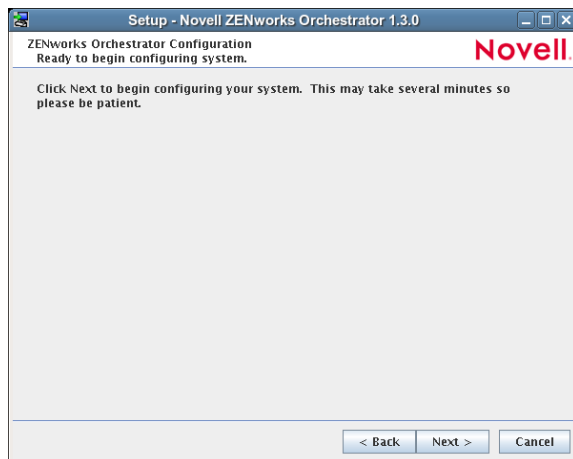 Setup - Novell ZENworks Orchestrator 1.3.0
ZENworks Orchestrator Configuration
Ready to begin configuring system.
Novell.
Click Next to begin configuring your system. This may take several minutes so
please be patient.
< Back Next > Cancel